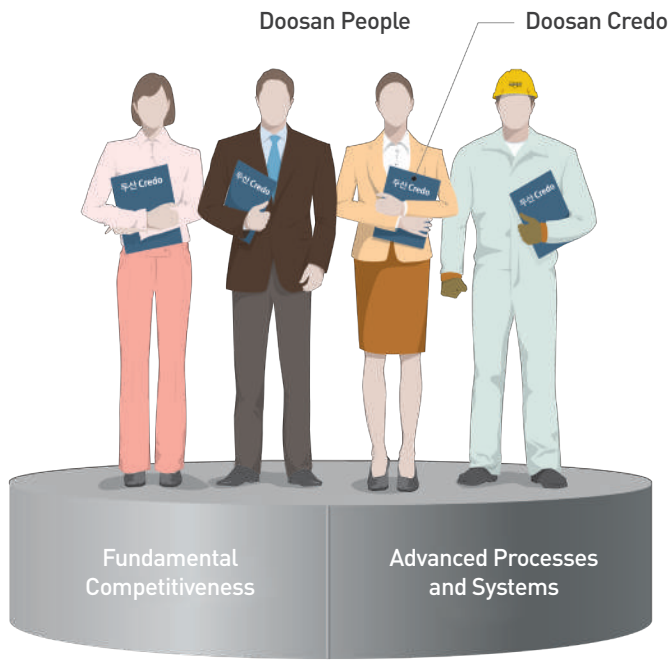 Doosan People
Doosan Credo
두산 Credo
두산 Credo
두산 Credo
두산 Credo
Fundamental
Competitiveness
Advanced Processes
and Systems